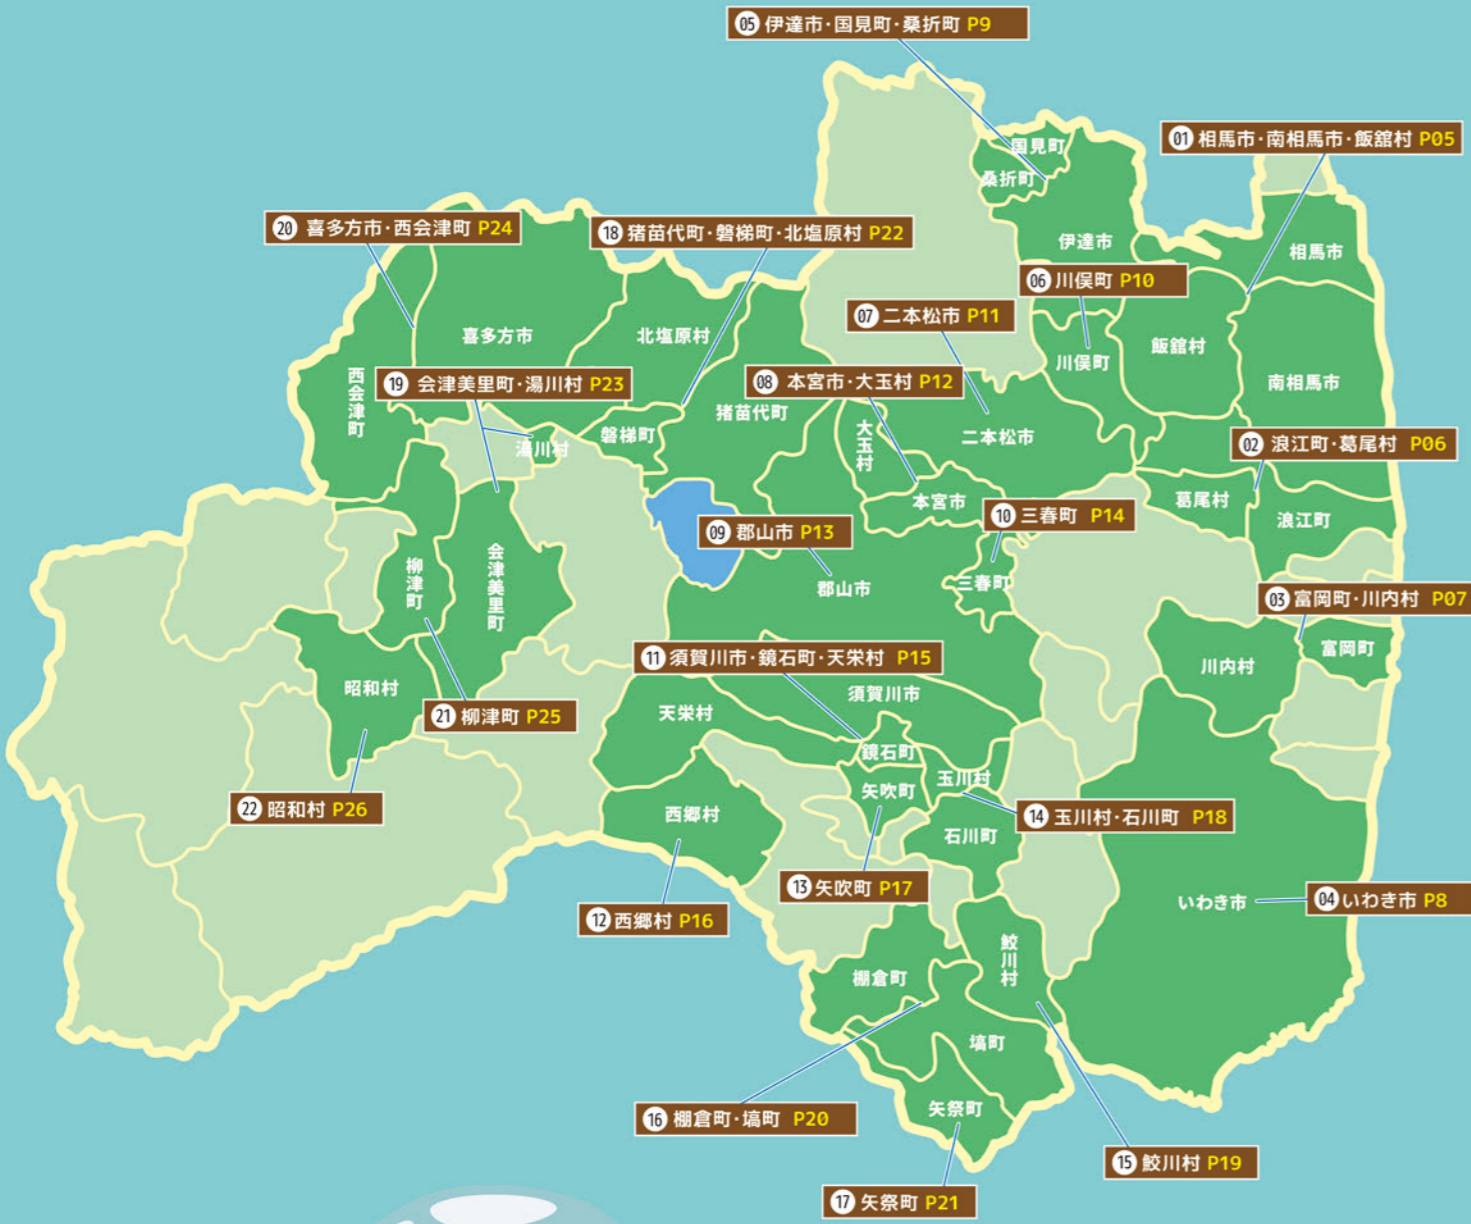 05 伊達市・国見町・桑折町 P9
01 相馬市・南相馬市・飯舘村 P05
国見町
桑折町
20 喜多方市・西会津町 P24
18 猪苗代町・磐梯町・北塩原村 P22
伊達市
相馬市
06 川俣町 P10
07 二本松市 P11
喜多方市
北塩原村
飯舘村
川俣町
西会津町
19 会津美里町・湯川村 P23
08 本宮市・大玉村 P12
南相馬市
猪苗代町
磐梯町
湯川村
大玉村
二本松市
02 浪江町・葛尾村 P06
本宮市
葛尾村
浪江町
10 三春町 P14
09 郡山市 P13
柳津町
会津美里町
郡山市
三春町
03 富岡町・川内村 P07
富岡町
川内村
11 須賀川市・鏡石町・天栄村 P15
昭和村
須賀川市
天栄村
21 柳津町 P25
鏡石町
玉川村
矢吹町
22 昭和村 P26
西郷村
14 玉川村・石川町 P18
石川町
13 矢吹町 P17
いわき市
04 いわき市 P8
12 西郷村 P16
鮫川村
棚倉町
塙町
矢祭町
16 棚倉町・塙町 P20
15 鮫川村 P19
17 矢祭町 P21